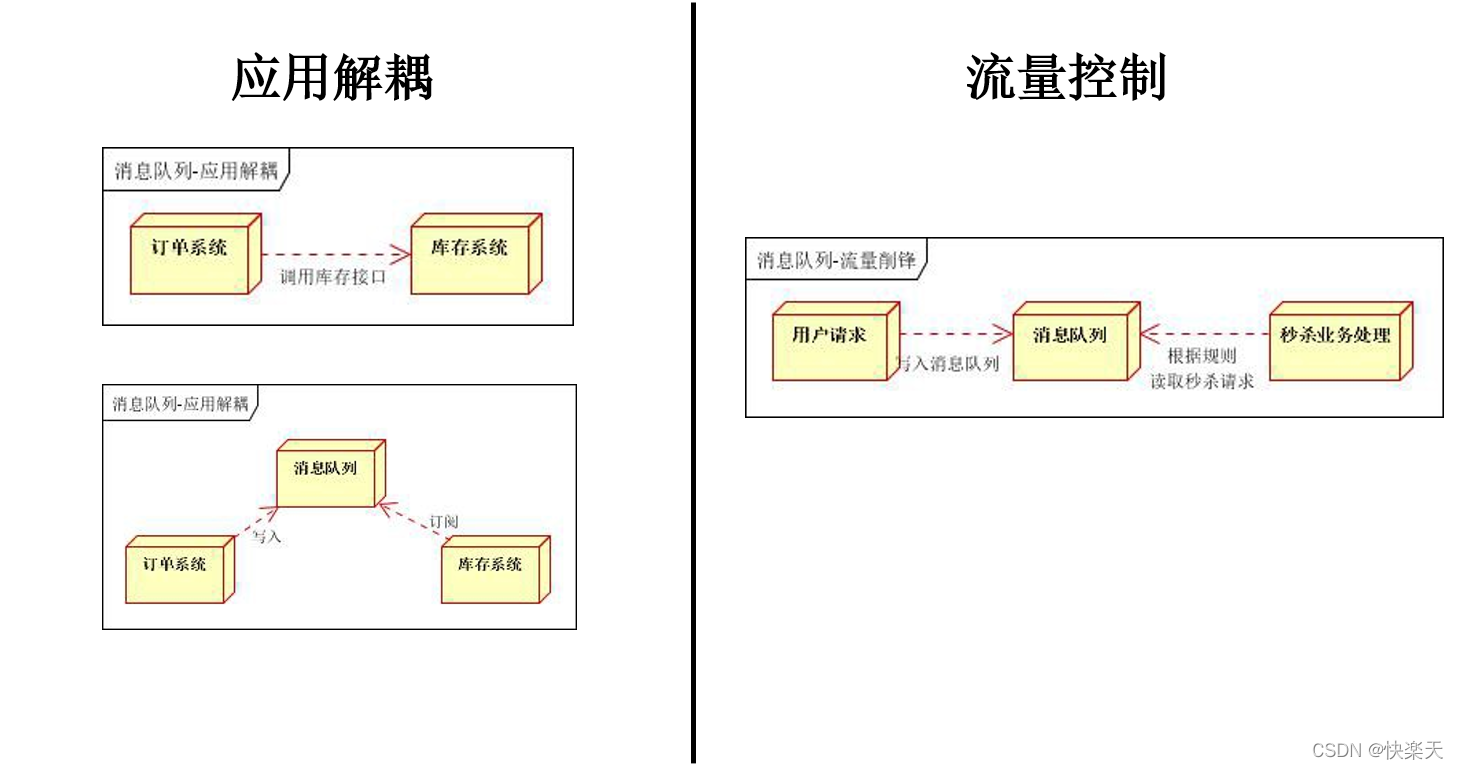 应用解耦
消息队列-应用解耦
订单系统
库存系统
调用库存接口
消息队列-应用解耦
消息队列
写入
订阅
订单系统
库存系统
流量控制
消息队列-流量削锋
用户请求
消息队列
秒杀业务处理
写入消息队列
根据规则
读取秒杀请求
CSDN @快楽天